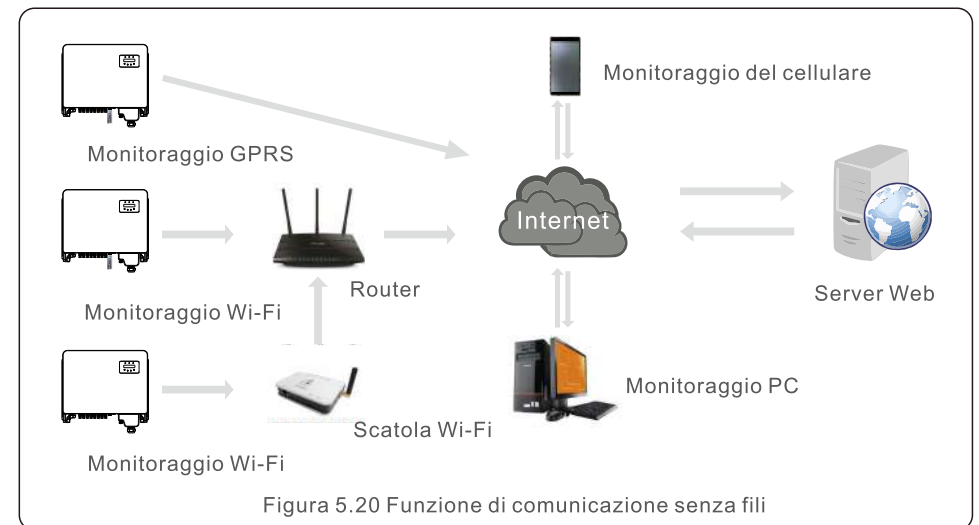 Monitoraggio del cellulare
Monitoraggio GPRS
Internet
Router
Server Web
Monitoraggio Wi-Fi
Monitoraggio PC
Scatola Wi-Fi
Monitoraggio Wi-Fi
Figura 5.20 Funzione di comunicazione senza fili